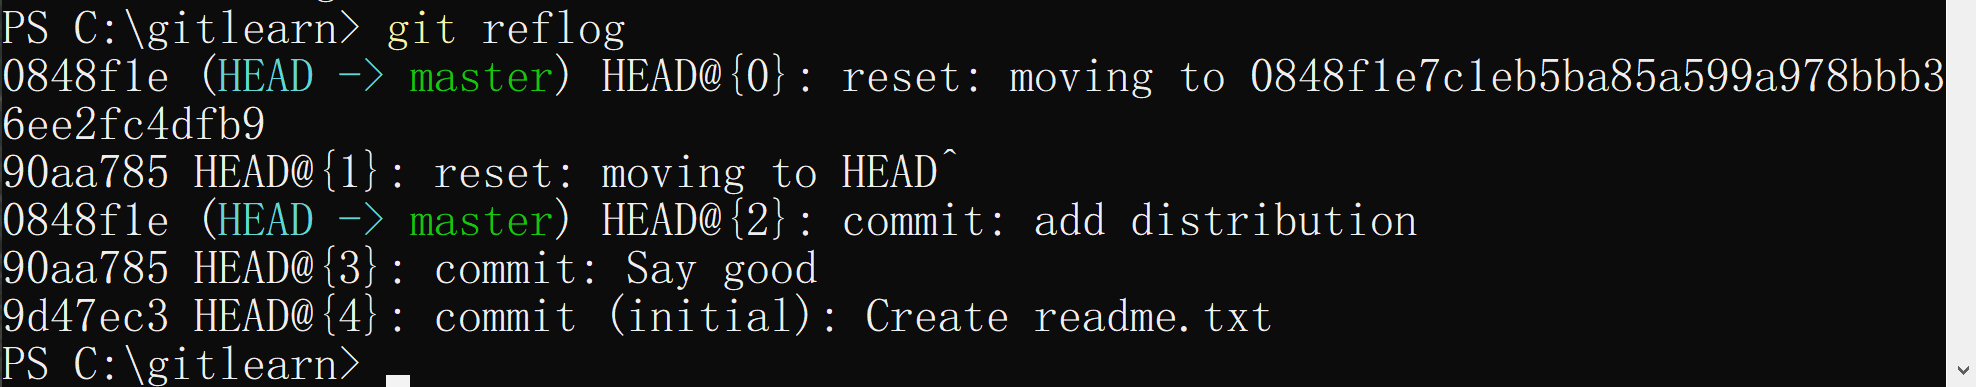 PS C:\gitlearn> git reflog
0848f1e (HEAD -> master) HEAD@{0}: reset: moving to 0848f1e7c1eb5ba85a599a978bbb3
6ee2fc4dfb9
90aa785 HEAD@{1}: reset: moving to HEAD^
0848f1e (HEAD -> master) HEAD@{2}: commit: add distribution
90aa785 HEAD@{3}: commit: Say good
9d47ec3 HEAD@{4}: commit (initial): Create readme.txt
PS C:\gitlearn>